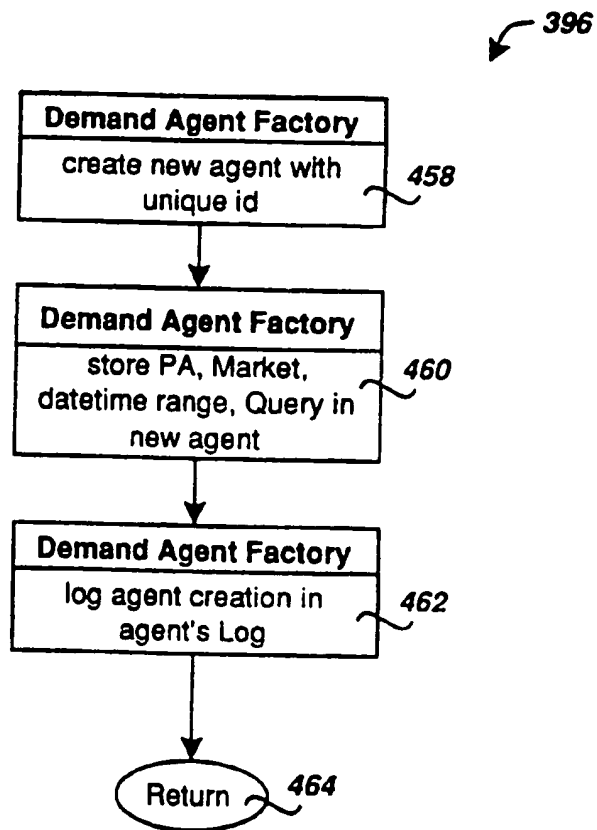 396
Demand Agent Factory
create new agent with
unique id
458
Demand Agent Factory
store PA, Market,
datetime range, Query in
new agent
460
Demand Agent Factory
log agent creation in
agent's Log
462
Return
464